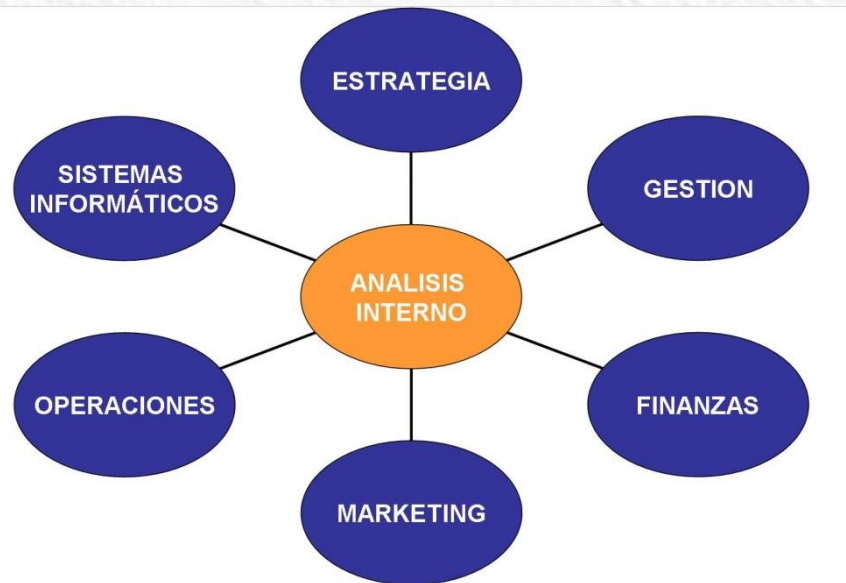 ESTRATEGIA
SISTEMAS
INFORMÁTICOS
GESTION
ANALISIS
INTERNO
OPERACIONES
FINANZAS
MARKETING